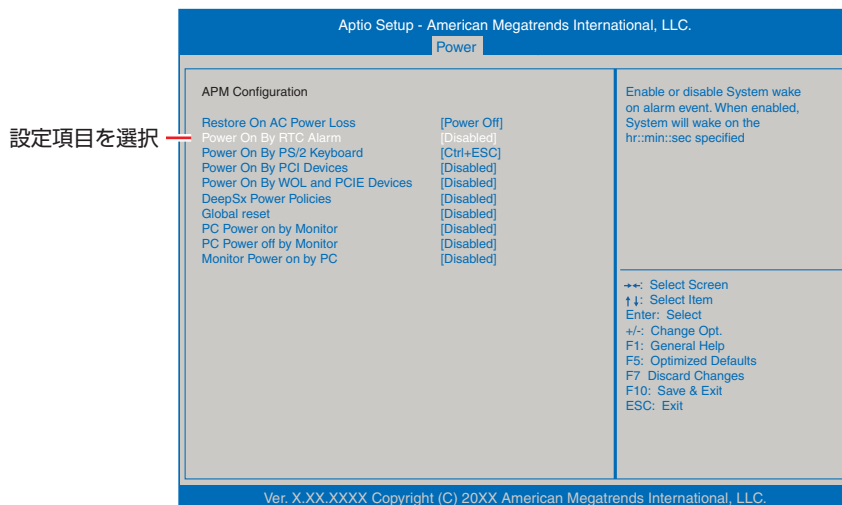 Aptio Setup - American Megatrends International, LLC.
Power
設定項目を選択
APM Configuration
Restore On AC Power Loss [Power Off]
Power On By RTC Alarm [Disabled]
Power On By PS/2 Keyboard [Ctrl+ESC]
Power On By PCI Devices [Disabled]
Power On By WOL and PCIE Devices [Disabled]
DeepSx Power Policies [Disabled]
Global reset [Disabled]
PC Power on by Monitor [Disabled]
PC Power off by Monitor [Disabled]
Monitor Power on by PC [Disabled]
Enable or disable System wake
on alarm event. When enabled,
System will wake on the
hr::min::sec specified
→←: Select Screen
↑↓: Select Item
Enter: Select
+/-: Change Opt.
F1: General Help
F5: Optimized Defaults
F7 Discard Changes
F10: Save & Exit
ESC: Exit
Ver. X.XX.XXXX Copyright (C) 20XX American Megatrends International, LLC.